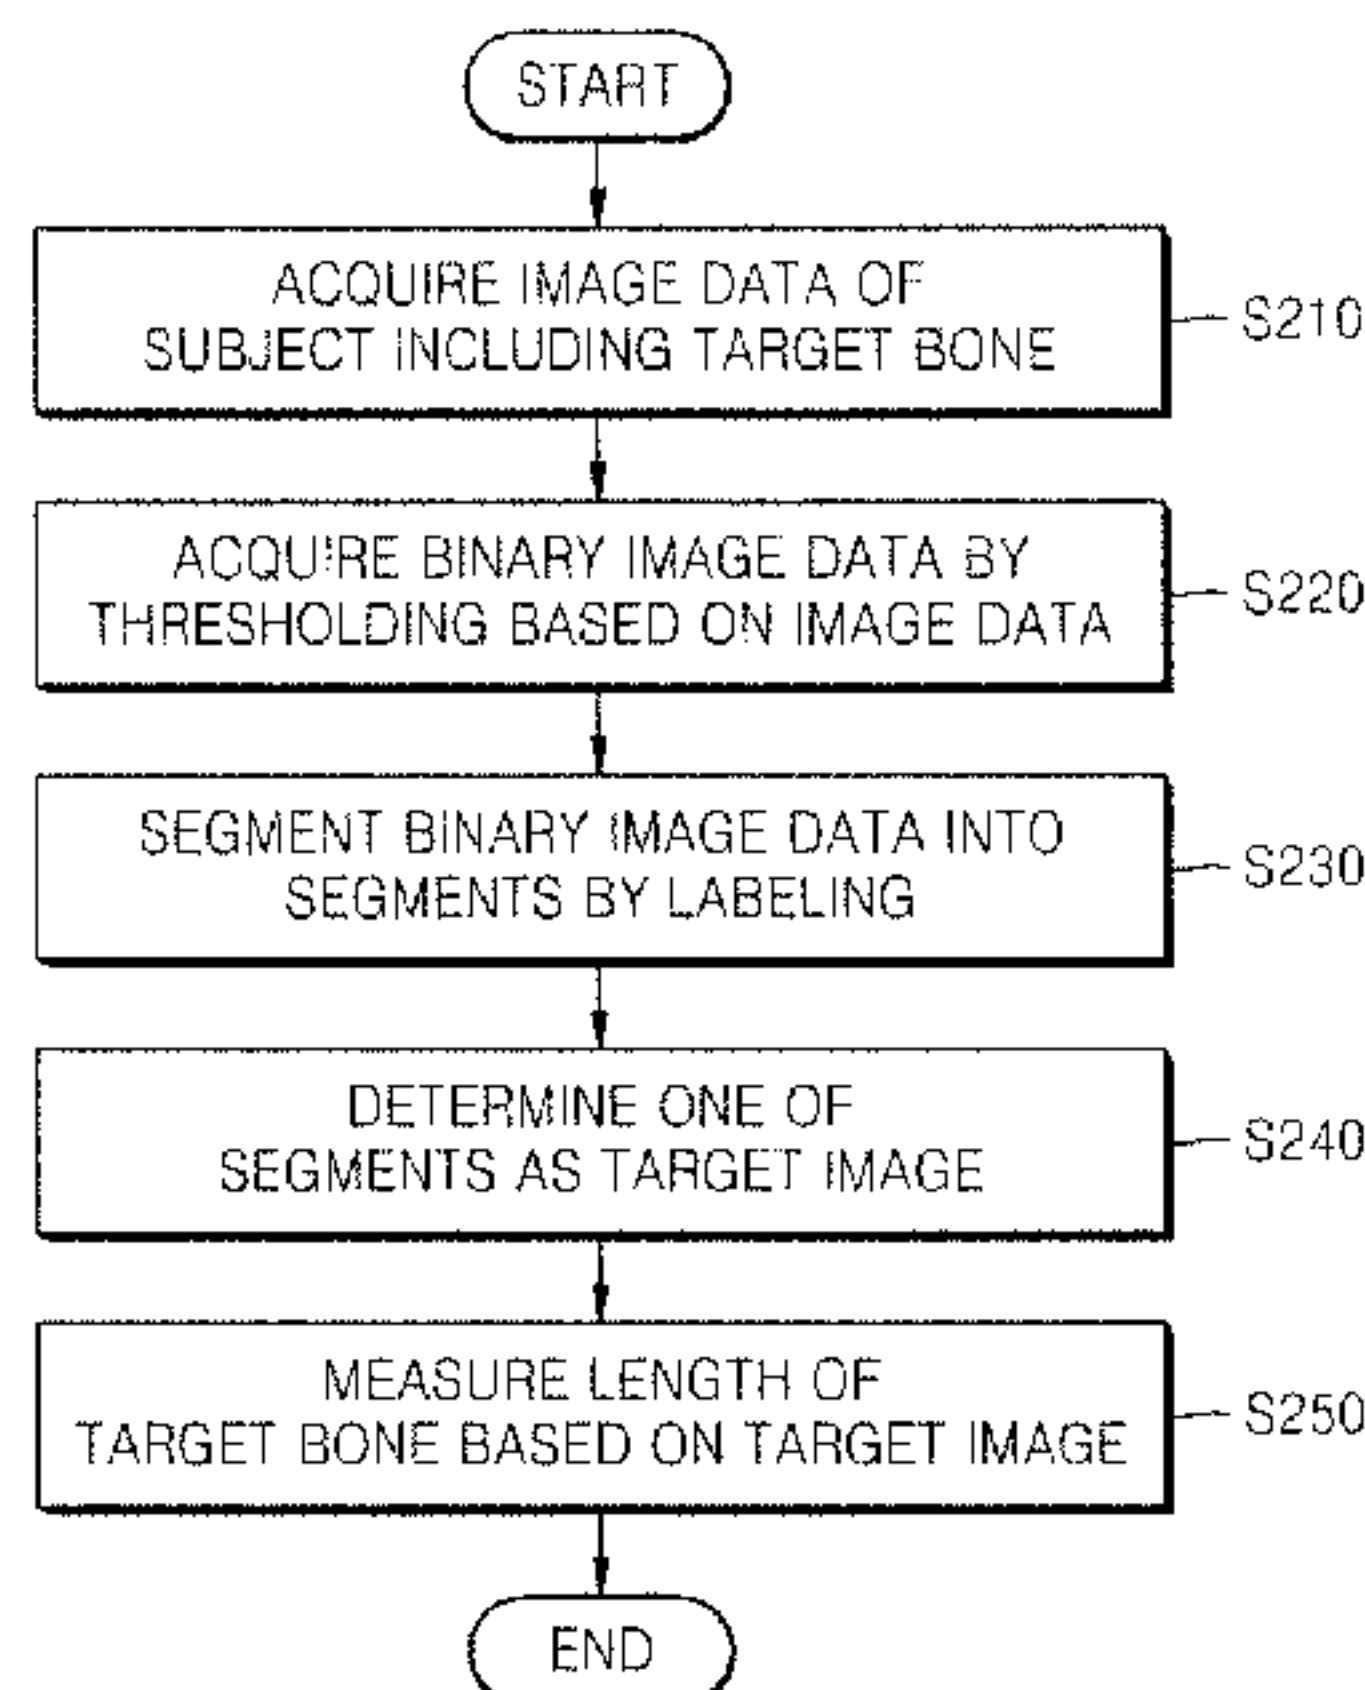 START
ACQUIRE IMAGE DATA OF
SUBJECT INCLUDING TARGET BONE
S210
ACQUIRE BINARY IMAGE DATA BY
THRESHOLDING BASED ON IMAGE DATA
S220
SEGMENT BINARY IMAGE DATA INTO
SEGMENTS BY LABELING
S230
DETERMINE ONE OF
SEGMENTS AS TARGET IMAGE
S240
MEASURE LENGTH OF
TARGET BONE BASED ON TARGET IMAGE
S250
END